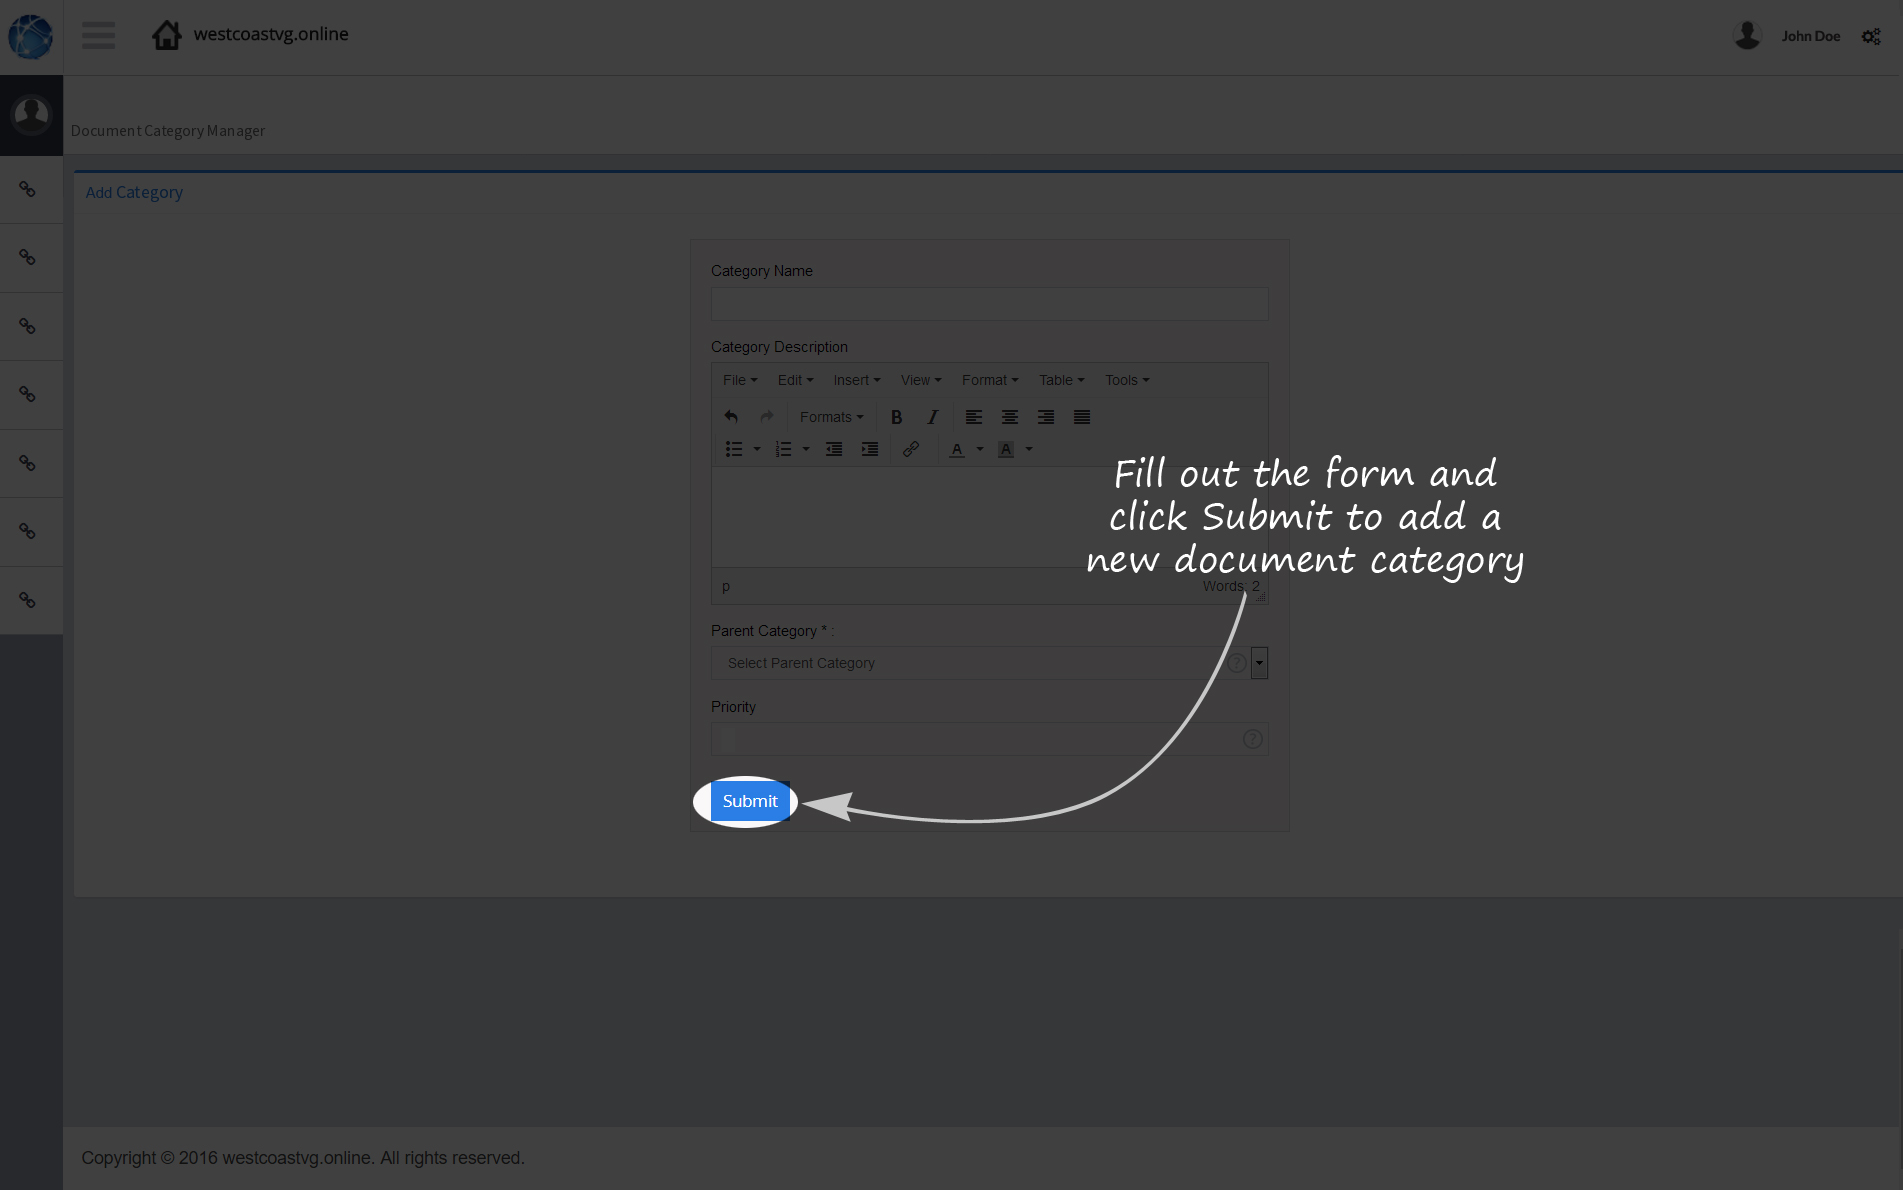 westcoastvg.online
John Doe
Document Category Manager
Add Category
Category Name
Category Description
File Edit Insert View Format Table Tools
Formats B I
A A
Fill out the form and
click Submit to add a
new document category
p Words: 2
Parent Category * :
Select Parent Category ?
Priority
?
Submit
Copyright © 2016 westcoastvg.online. All rights reserved.